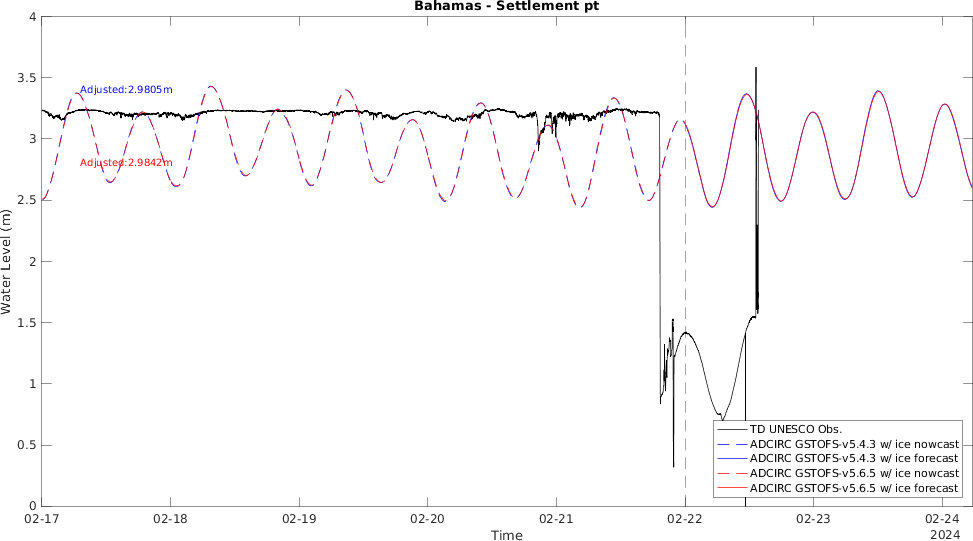 Bahamas - Settlement pt
4
3.5
3
2.5
2
1.5
1
0.5
0
Water Level (m)
Adjusted:2.9805m
Adjusted:2.9842m
TD UNESCO Obs.
ADCIRC GSTOFS-v5.4.3 w/ ice nowcast
ADCIRC GSTOFS-v5.4.3 w/ ice forecast
ADCIRC GSTOFS-v5.6.5 w/ ice nowcast
ADCIRC GSTOFS-v5.6.5 w/ ice forecast
02-17 02-18 02-19 02-20 02-21 02-22 02-23 02-24
Time
2024